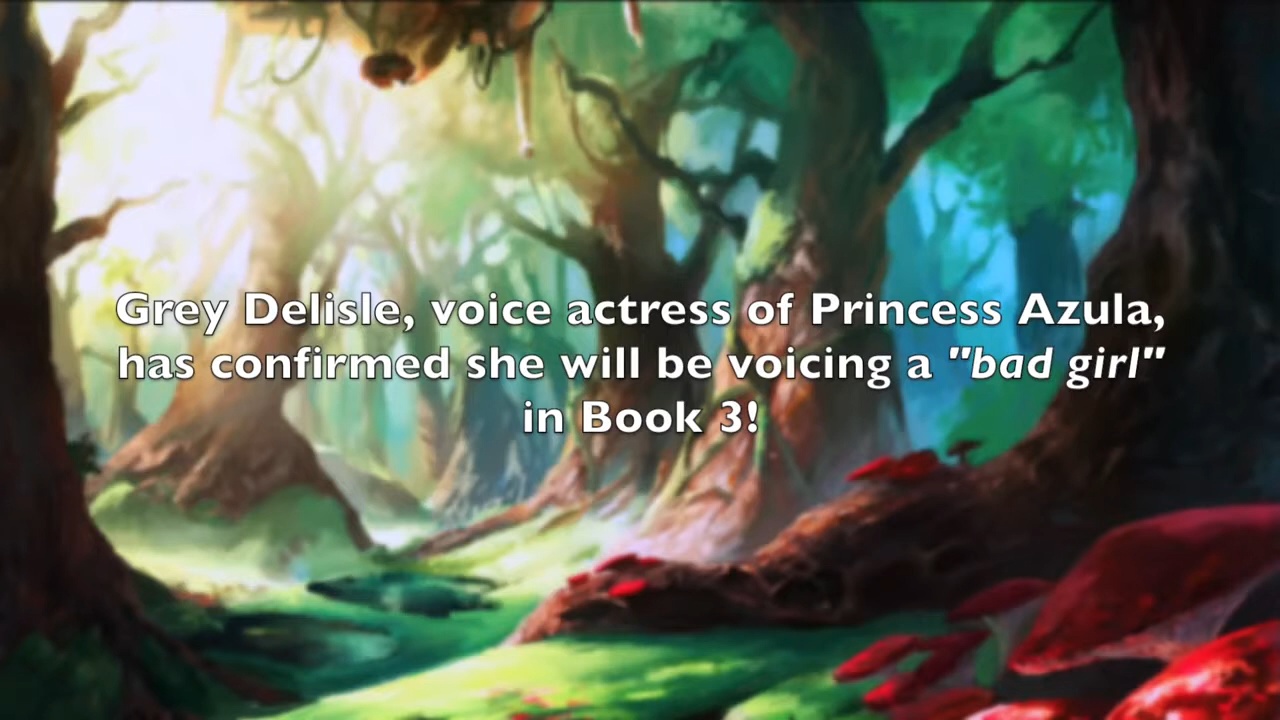 Grey Delisle, voice actress of Princess Azula,
has confirmed she will be voicing a "bad girl"
in Book 3!